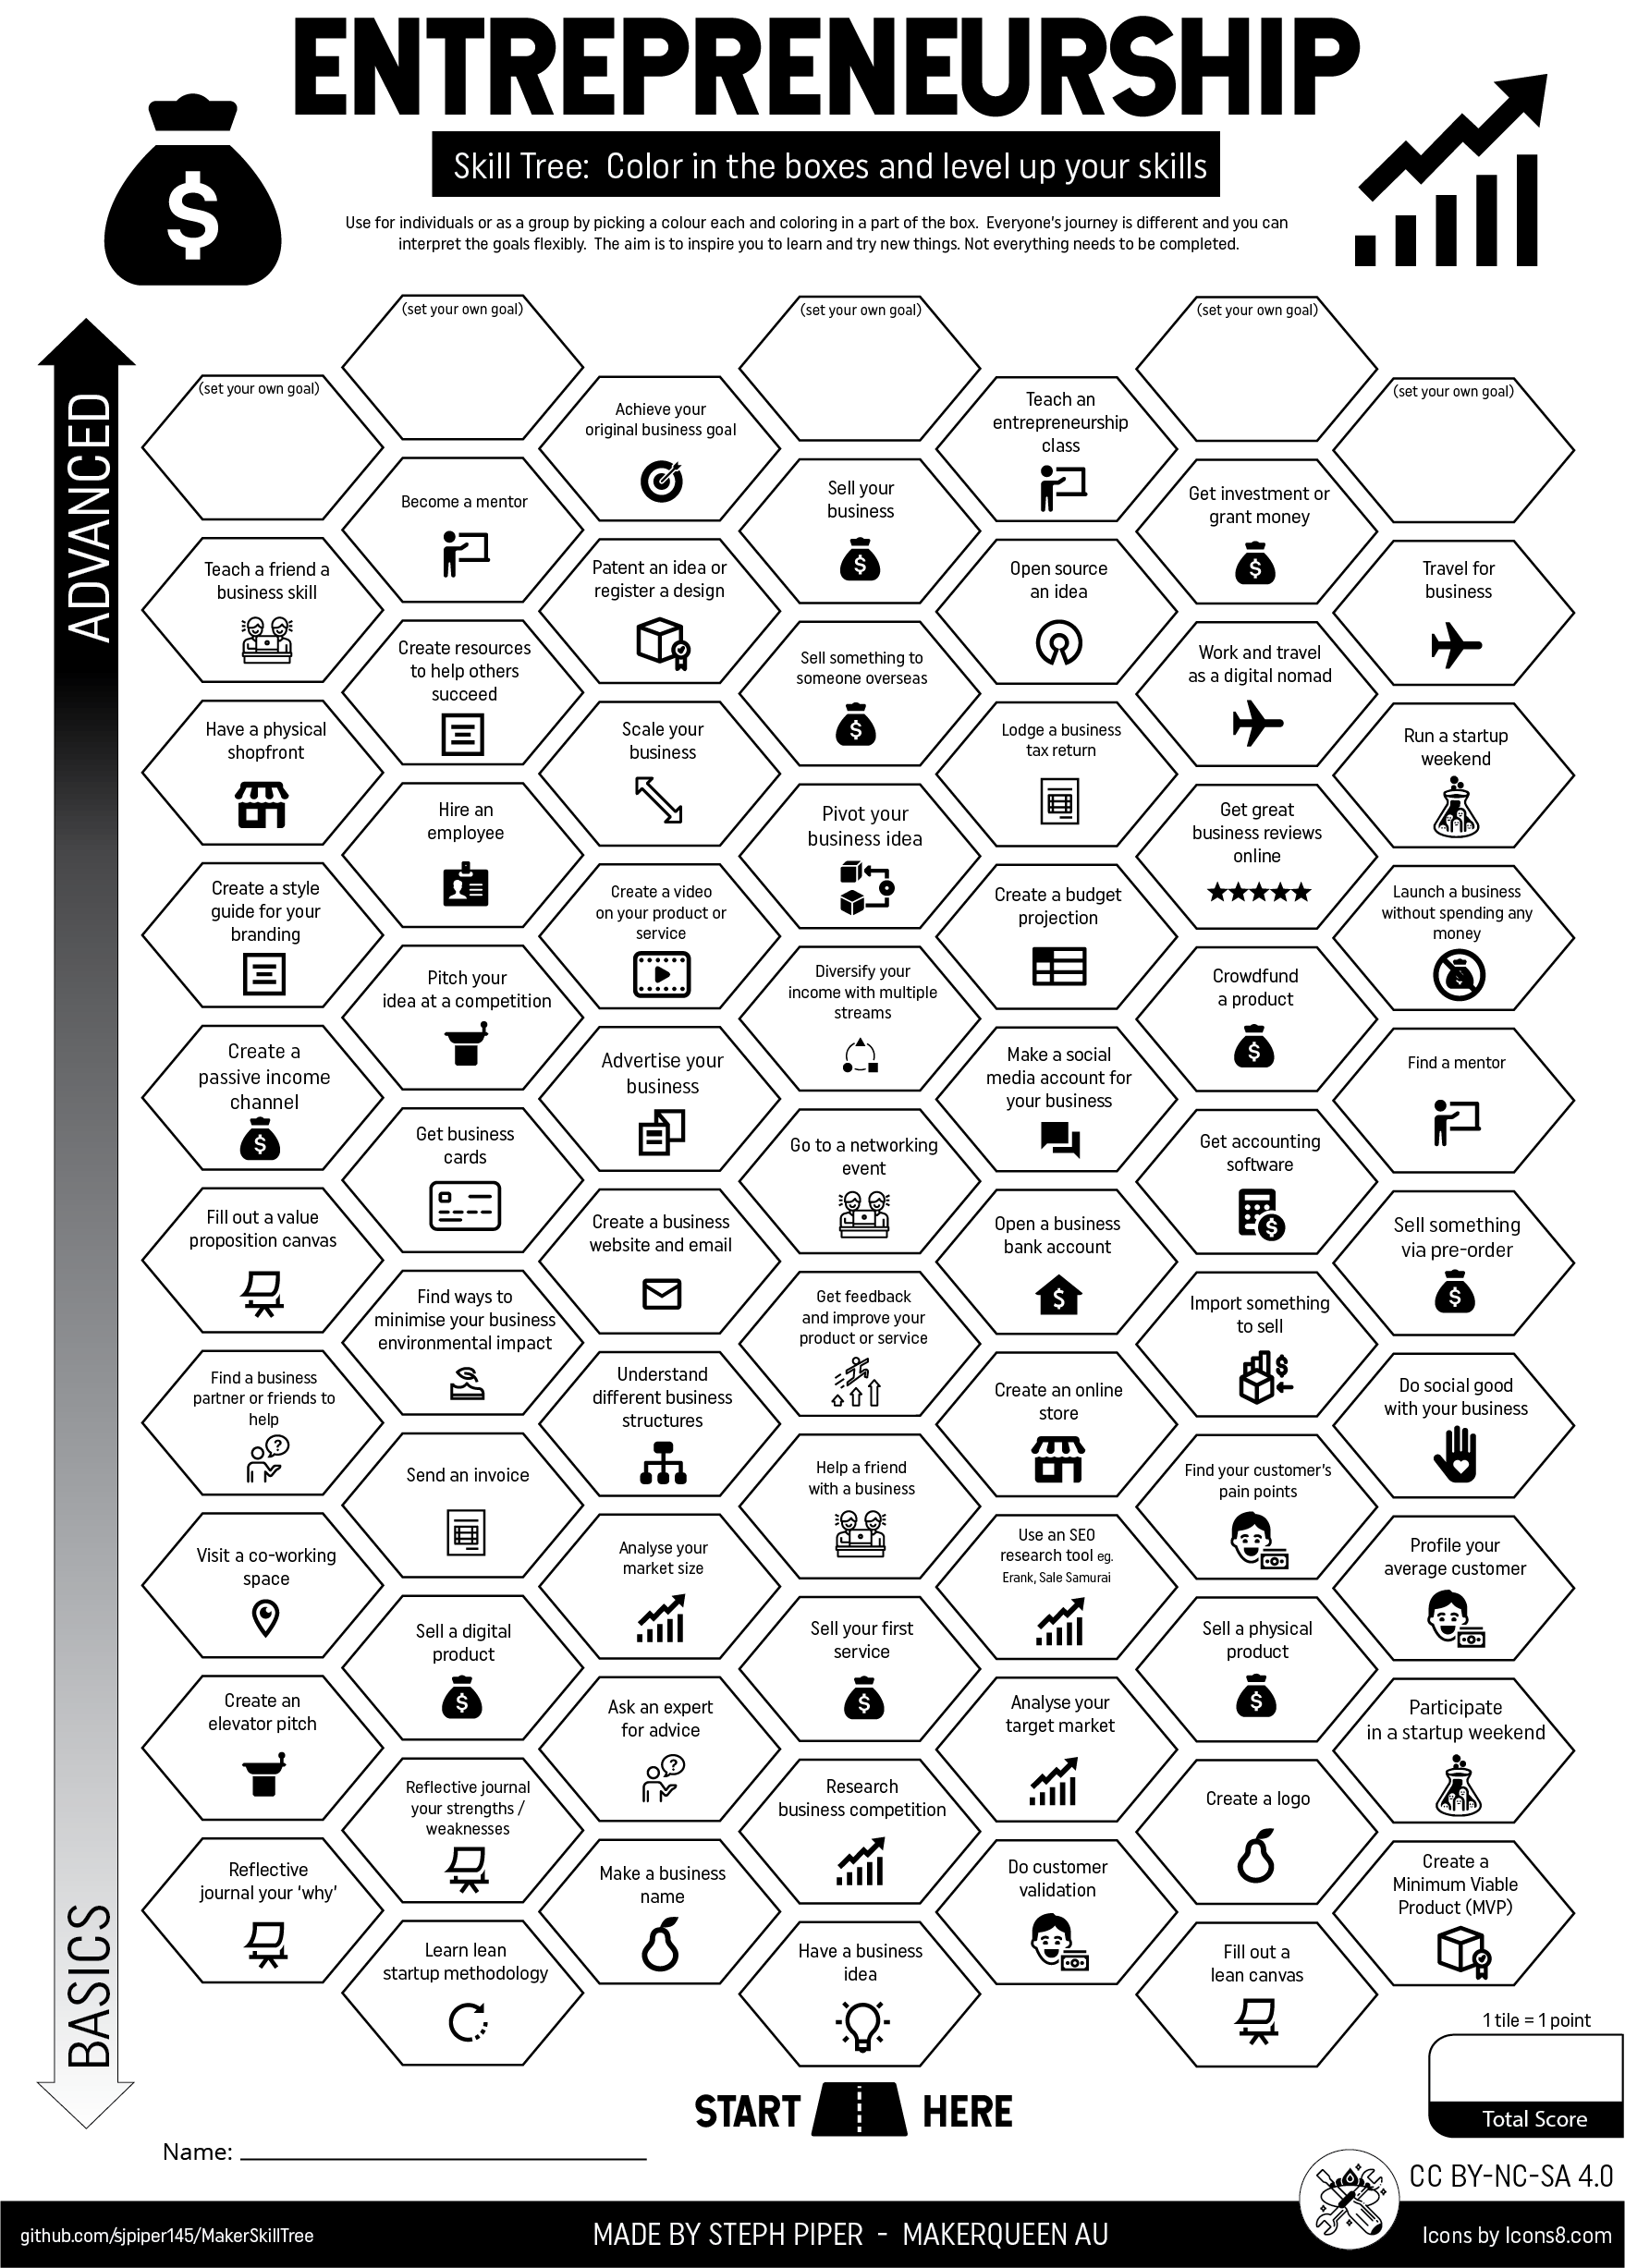 ENTREPRENEURSHIP
Skill Tree: Color in the boxes and level up your skills
Use for individuals or as a group by picking a colour each and coloring in a part of the box. Everyone's journey is different and you can
interpret the goals flexibly. The aim is to inspire you to learn and try new things. Not everything needs to be completed.
ADVANCED
BASICS
(set your own goal)
(set your own goal)
(set your own goal)
(set your own goal)
(set your own goal)
Achieve your
original business goal
Teach an
entrepreneurship
class
Become a mentor
Sell your
business
Get investment or
grant money
Teach a friend a
business skill
Patent an idea or
register a design
Open source
an idea
Travel for
business
Create resources
to help others
succeed
Sell something to
someone overseas
Work and travel
as a digital nomad
Have a physical
shopfront
Scale your
business
Lodge a business
tax return
Run a startup
weekend
Hire an
employee
Pivot your
business idea
Get great
business reviews
online
Create a style
guide for your
branding
Create a video
on your product or
service
Create a budget
projection
Launch a business
without spending any
money
Pitch your
idea at a competition
Diversify your
income with multiple
streams
Crowdfund
a product
Create a
passive income
channel
Advertise your
business
Make a social
media account for
your business
Find a mentor
Get business
cards
Go to a networking
event
Get accounting
software
Fill out a value
proposition canvas
Create a business
website and email
Open a business
bank account
Sell something
via pre-order
Find ways to
minimise your business
environmental impact
Get feedback
and improve your
product or service
Import something
to sell
Find a business
partner or friends to
help
Understand
different business
structures
Create an online
store
Do social good
with your business
Send an invoice
Help a friend
with a business
Find your customer's
pain points
Visit a co-working
space
Analyse your
market size
Use an SEO
research tool eg.
Erank, Sale Samurai
Profile your
average customer
Sell a digital
product
Sell your first
service
Sell a physical
product
Create an
elevator pitch
Ask an expert
for advice
Analyse your
target market
Participate
in a startup weekend
Reflective journal
your strengths /
weaknesses
Research
business competition
Create a logo
Reflective
journal your 'why'
Make a business
name
Do customer
validation
Create a
Minimum Viable
Product (MVP)
Learn lean
startup methodology
Have a business
idea
Fill out a
lean canvas
1 tile = 1 point
Total Score
START HERE
Name:
CC BY-NC-SA 4.0
github.com/sjpiper145/MakerSkillTree
MADE BY STEPH PIPER - MAKERQUEEN AU
Icons by Icons8.com